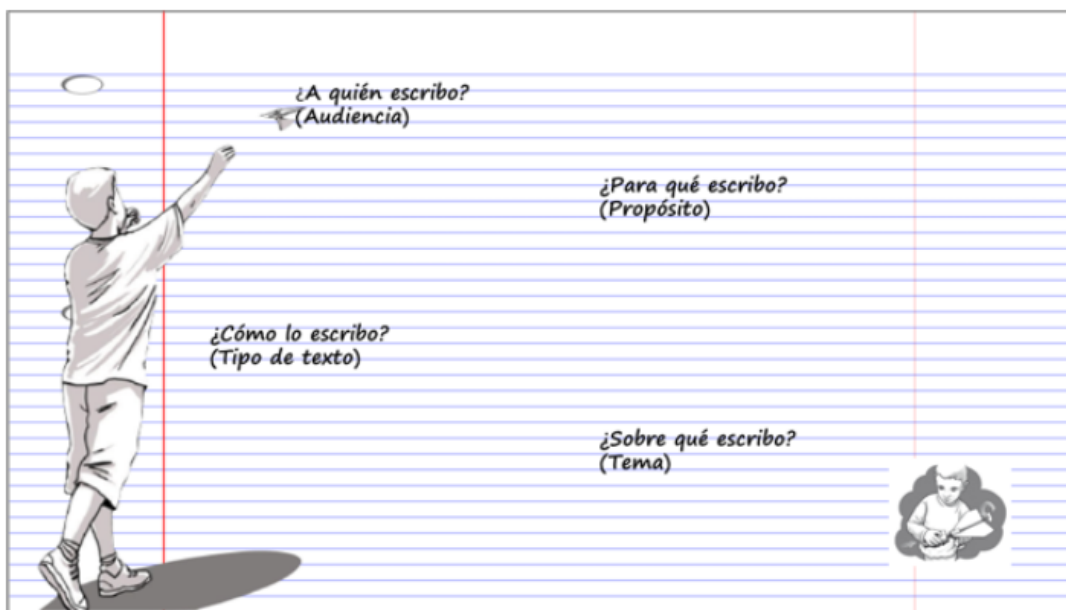 ¿A quién escribo?
(Audiencia)
¿Para qué escribo?
(Propósito)
¿Cómo lo escribo?
(Tipo de texto)
¿Sobre qué escribo?
(Tema)